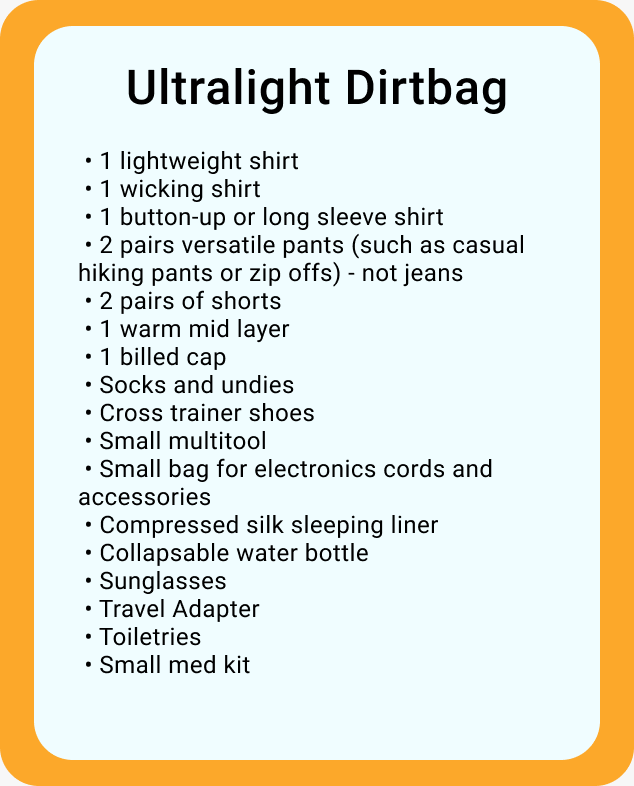 Ultralight Dirtbag
• 1 lightweight shirt
• 1 wicking shirt
• 1 button-up or long sleeve shirt
• 2 pairs versatile pants (such as casual
hiking pants or zip offs) - not jeans
• 2 pairs of shorts
• 1 warm mid layer
• 1 billed cap
• Socks and undies
• Cross trainer shoes
• Small multitool
• Small bag for electronics cords and
accessories
• Compressed silk sleeping liner
• Collapsable water bottle
• Sunglasses
• Travel Adapter
• Toiletries
• Small med kit